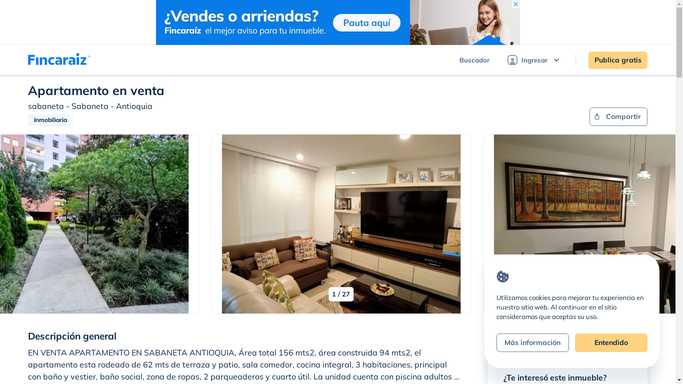 ¿Vendes o arriendas?
Fincaraíz el mejor aviso para tu inmueble.
Pauta aquí
Fincaraíz
Buscador
Ingresar
Publica gratis
Apartamento en venta
sabaneta - Sabaneta - Antioquia
Inmobiliaria
Compartir
1 / 27
Utilizamos cookies para mejorar tu experiencia en
nuestro sitio web. Al continuar en el sitio
consideramos que aceptas su uso.
Más información
Entendido
Descripción general
EN VENTA APARTAMENTO EN SABANETA ANTIOQUIA, Área total 156 mts2, área construida 94 mts2, el
apartamento esta rodeado de 62 mts de terraza y patio, sala comedor, cocina integral, 3 habitaciones, principal
con baño y vestier, baño social, zona de ropas, 2 parqueaderos y cuarto útil. La unidad cuenta con piscina adultos ...
¿Te interesó este inmueble?